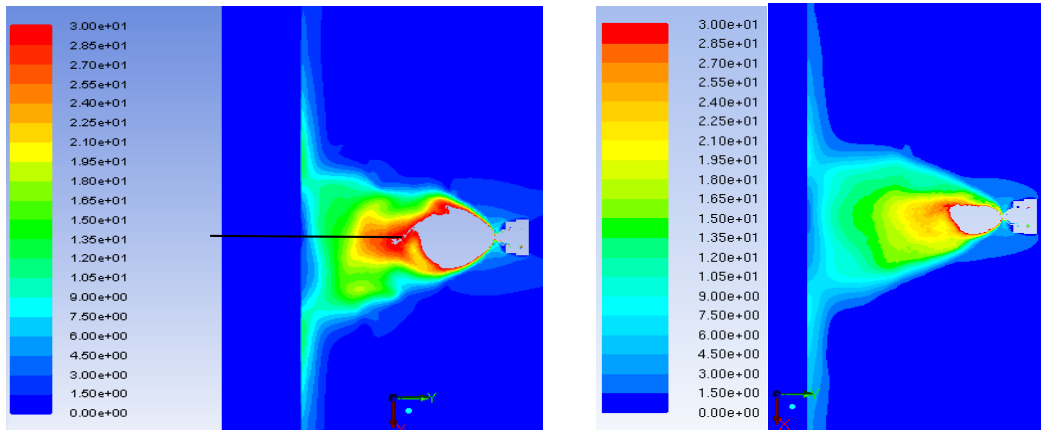 3.00e+01
2.85e+01
2.70e+01
2.55e+01
2.40e+01
2.25e+01
2.10e+01
1.95e+01
1.80e+01
1.65e+01
1.50e+01
1.35e+01
1.20e+01
1.05e+01
9.00e+00
7.50e+00
6.00e+00
4.50e+00
3.00e+00
1.50e+00
0.00e+00
Y
X
3.00e+01
2.85e+01
2.70e+01
2.55e+01
2.40e+01
2.25e+01
2.10e+01
1.95e+01
1.80e+01
1.65e+01
1.50e+01
1.35e+01
1.20e+01
1.05e+01
9.00e+00
7.50e+00
6.00e+00
4.50e+00
3.00e+00
1.50e+00
0.00e+00
Y
X